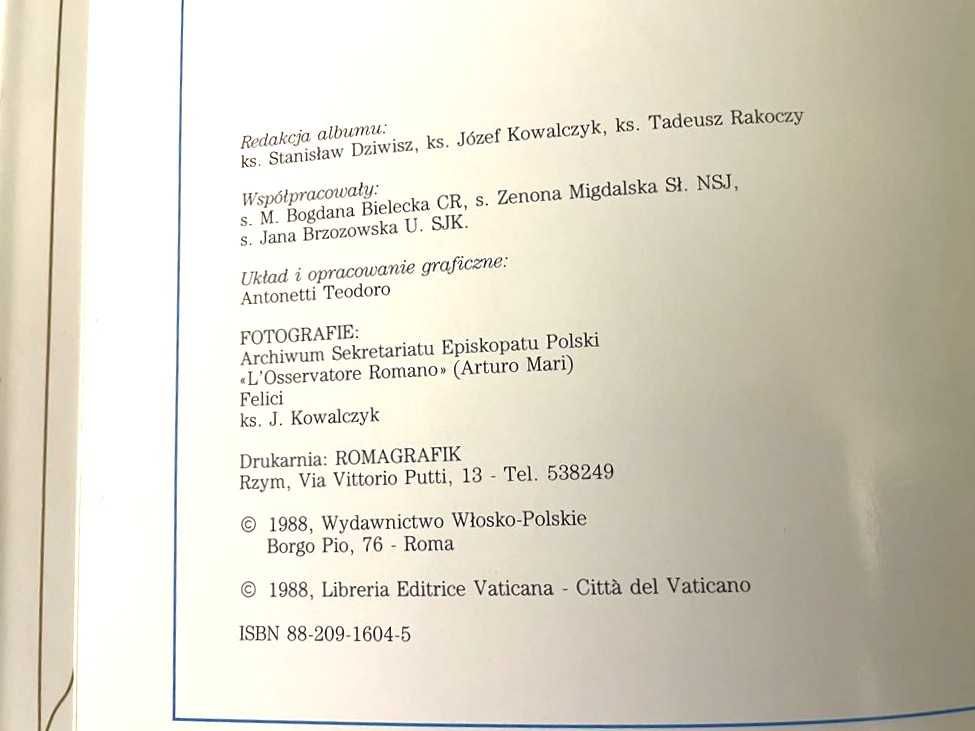 Redakcja albumu:
ks. Stanisław Dziwisz, ks. Józef Kowalczyk, ks. Tadeusz Rakoczy
Współpracowały:
s. M. Bogdana Bielecka CR, s. Zenona Migdalska Sł. NSJ,
s. Jana Brzozowska U. SJK.
Układ i opracowanie graficzne:
Antonetti Teodoro
FOTOGRAFIE:
Archiwum Sekretariatu Episkopatu Polski
«L'Osservatore Romano» (Arturo Mari)
Felici
ks. J. Kowalczyk
Drukarnia: ROMAGRAFIK
Rzym, Via Vittorio Putti, 13 - Tel. 538249
© 1988, Wydawnictwo Włosko-Polskie
Borgo Pio, 76 - Roma
© 1988, Libreria Editrice Vaticana - Città del Vaticano
ISBN 88-209-1604-5